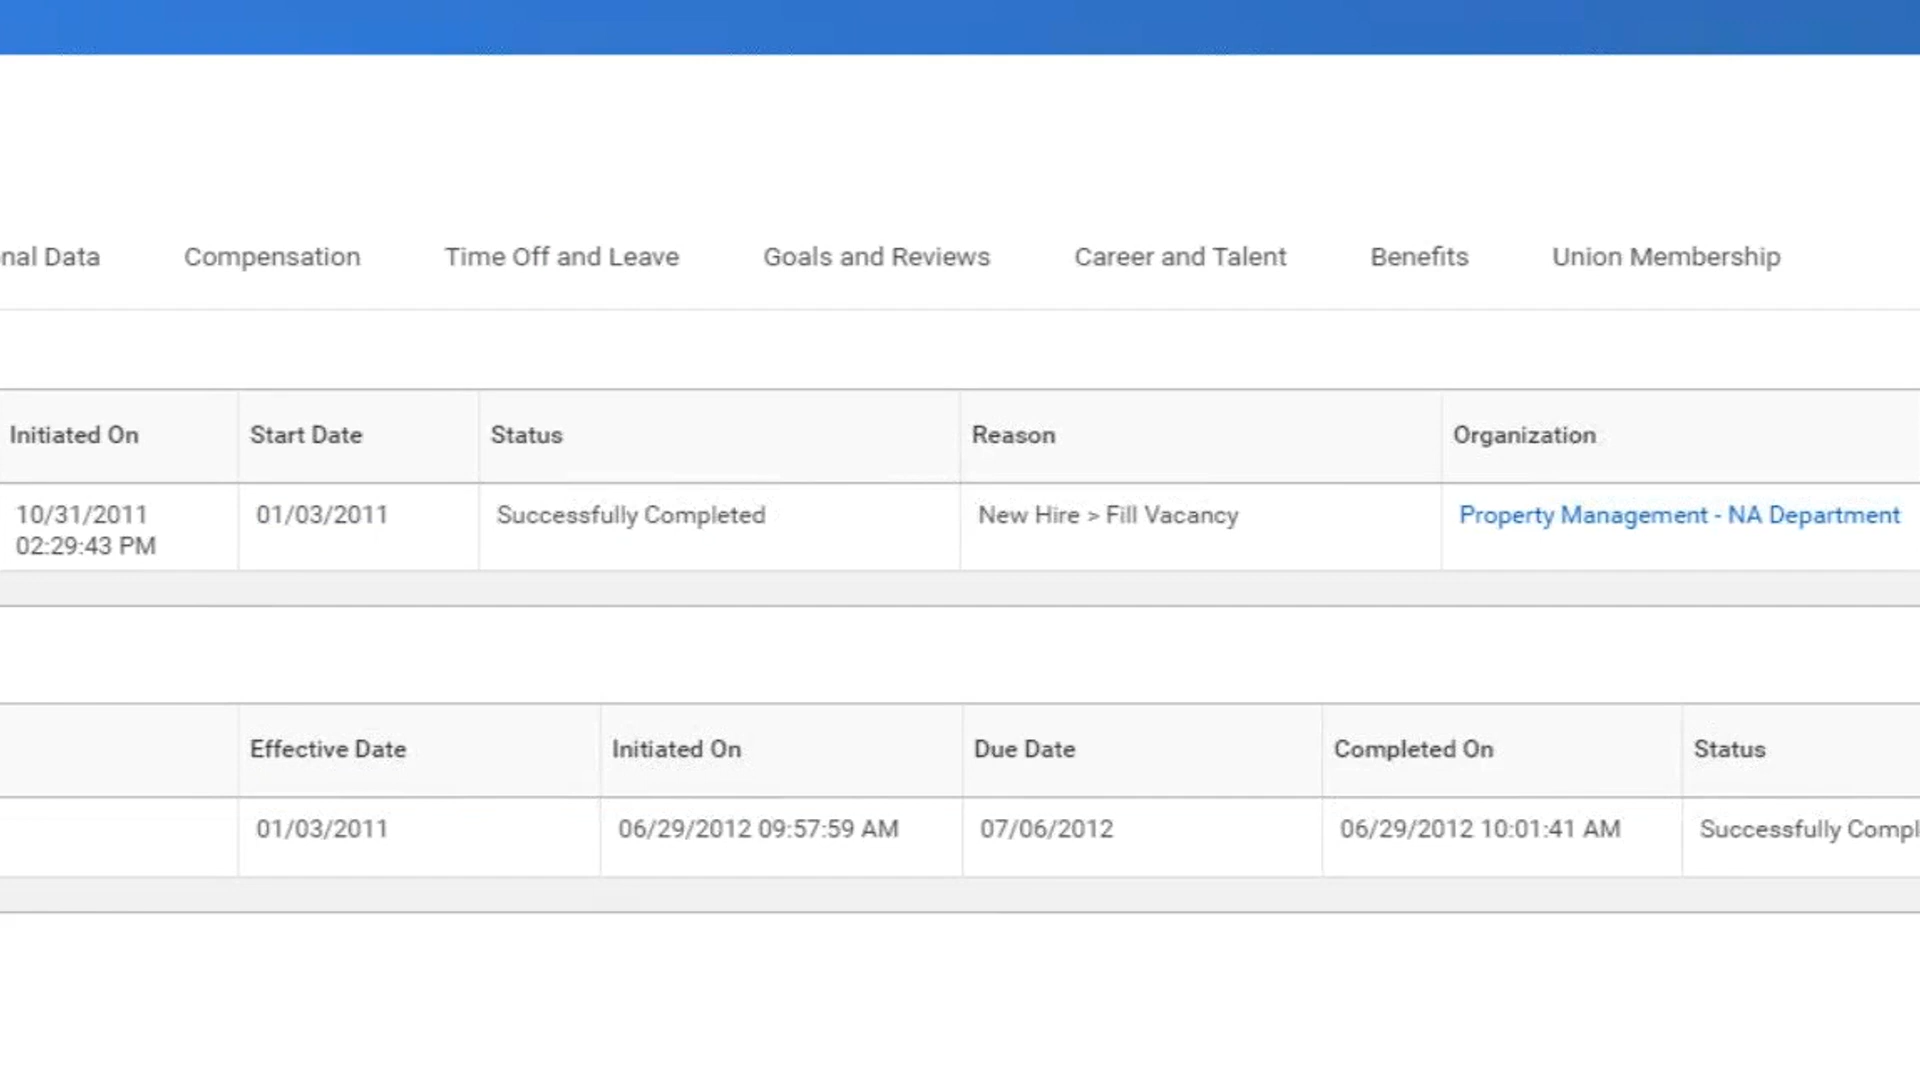 nal Data Compensation Time Off and Leave Goals and Reviews Career and Talent Benefits Union Membership
Initiated On Start Date Status Reason Organization
10/31/2011 01/03/2011 Successfully Completed New Hire > Fill Vacancy Property Management - NA Department
02:29:43 PM
Effective Date Initiated On Due Date Completed On Status
01/03/2011 06/29/2012 09:57:59 AM 07/06/2012 06/29/2012 10:01:41 AM Successfully Compl